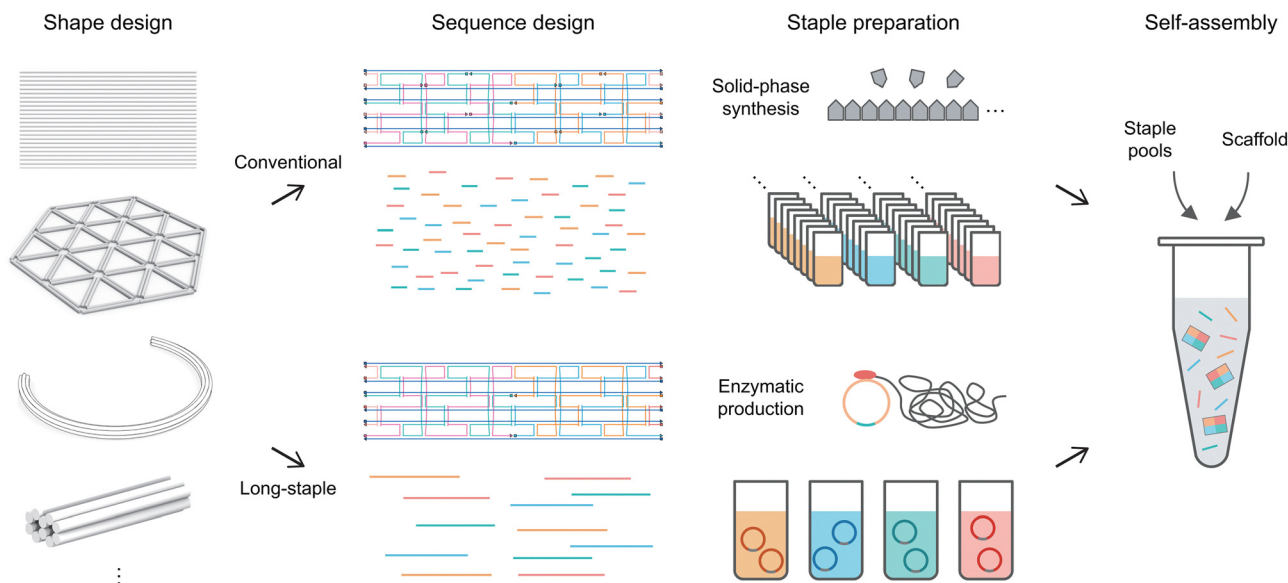 Shape design
Sequence design
Staple preparation
Self-assembly
Conventional
Long-staple
Solid-phase
synthesis
...
Enzymatic
production
Staple
pools
Scaffold